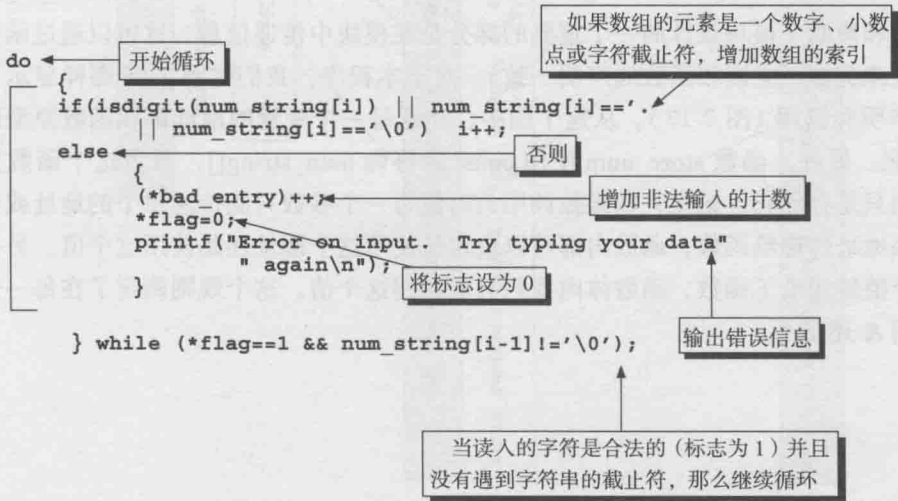 如果数组的元素是一个数字、小数
点或字符截止符，增加数组的索引
do
开始循环
{
if(isdigit(num_string[i]) || num_string[i]=='.
|| num_string[i]=='\0') i++;
else
否则
{
(*bad_entry)++;
增加非法输入的计数
*flag=0;
printf("Error on input. Try typing your data"
" again\n");
将标志设为 0
}
输出错误信息
} while (*flag==1 && num_string[i-1]!='\0');
当读入的字符是合法的（标志为 1）并且
没有遇到字符串的截止符，那么继续循环